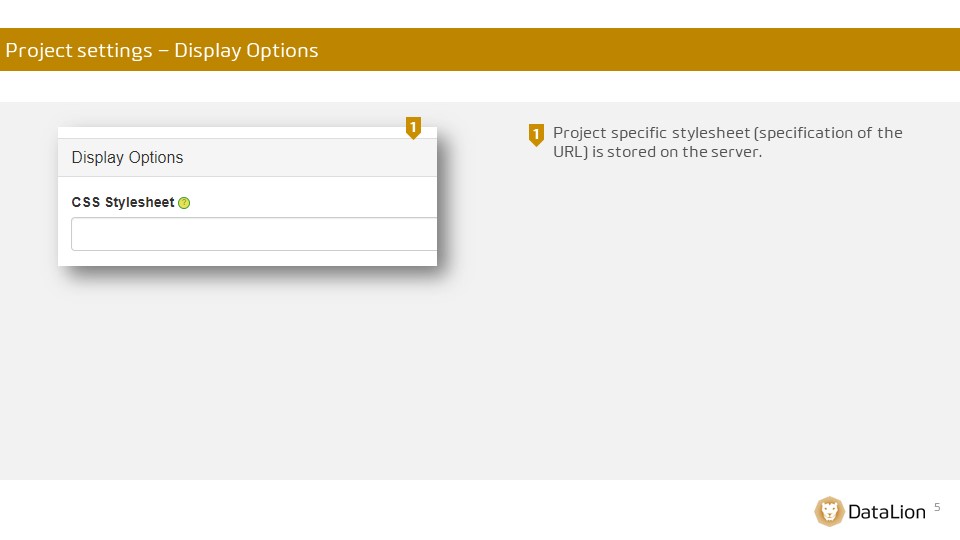 Project settings – Display Options
1
Display Options
CSS Stylesheet ?
1 Project specific stylesheet (specification of the
URL) is stored on the server.
DataLion 5